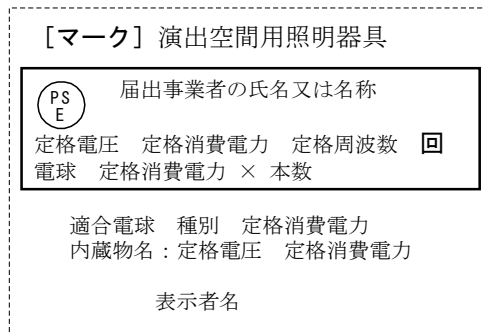 ［マーク］演出空間用照明器具
PS
E
届出事業者の氏名又は名称
定格電圧　定格消費電力　定格周波数　回
電球　定格消費電力 × 本数
適合電球　種別　定格消費電力
内蔵物名：定格電圧　定格消費電力
表示者名